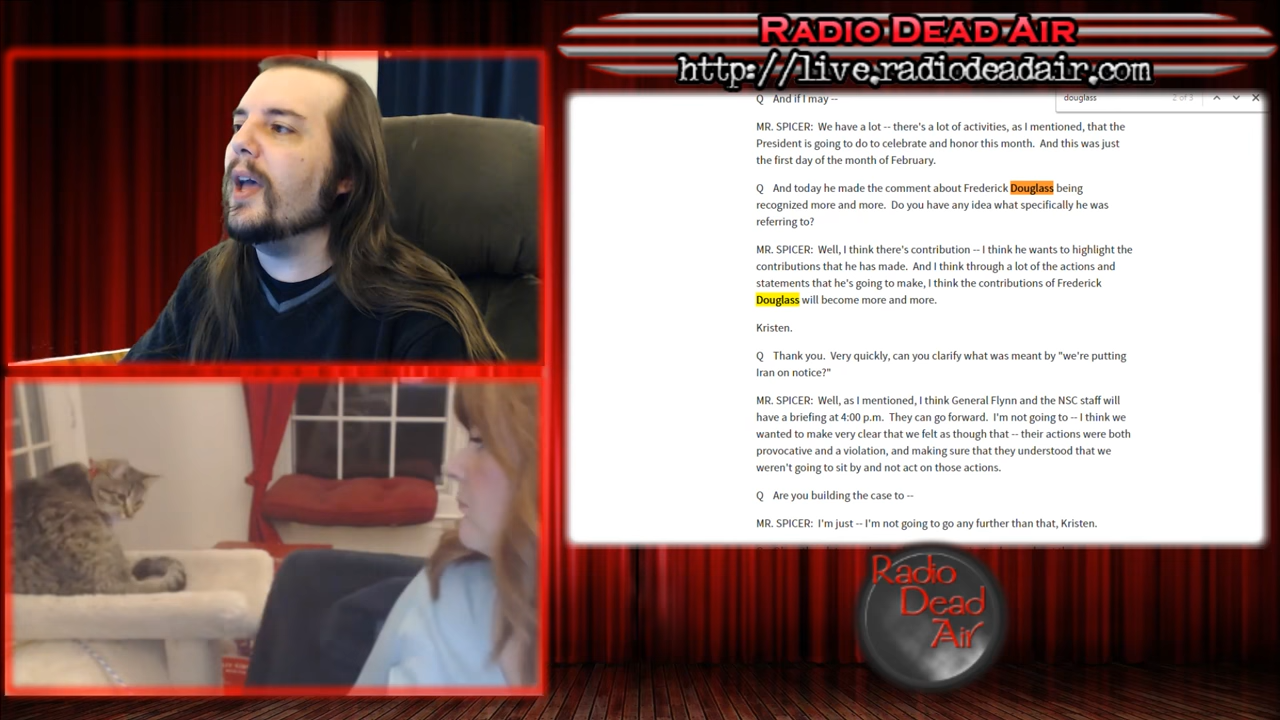 RADIO DEAD AIR
http://live.radiodeadair.com
douglass 2 of 3
Q And if I may --
MR. SPICER: We have a lot -- there's a lot of activities, as I mentioned, that the
President is going to do to celebrate and honor this month. And this was just
the first day of the month of February.
Q And today he made the comment about Frederick Douglass being
recognized more and more. Do you have any idea what specifically he was
referring to?
MR. SPICER: Well, I think there's contribution -- I think he wants to highlight the
contributions that he has made. And I think through a lot of the actions and
statements that he's going to make, I think the contributions of Frederick
Douglass will become more and more.
Kristen.
Q Thank you. Very quickly, can you clarify what was meant by "we're putting
Iran on notice?"
MR. SPICER: Well, as I mentioned, I think General Flynn and the NSC staff will
have a briefing at 4:00 p.m. They can go forward. I'm not going to -- I think we
wanted to make very clear that we felt as though that -- their actions were both
provocative and a violation, and making sure that they understood that we
weren't going to sit by and not act on those actions.
Q Are you building the case to --
MR. SPICER: I'm just -- I'm not going to go any further than that, Kristen.
Radio
Dead
Air